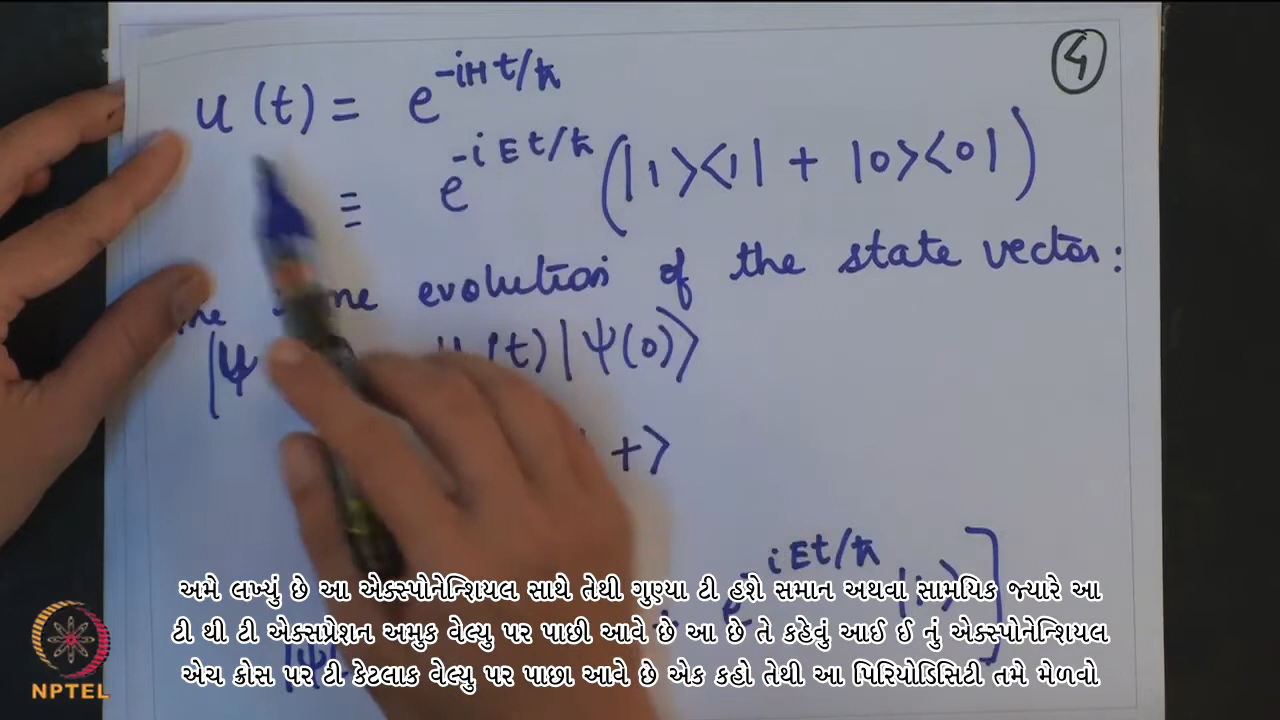 4
u(t) = e^{-iHt/ħ}
≡ e^{-iEt/ħ} (|1><1| + |0><0|)
evolution of the state vector:
(t) |ψ(0)⟩
+>
iEt/ħ
અમે લખ્યું છે આ એક્સ્પોનેન્શિયલ સાથે તેથી ગુણ્યા ટી હશે સમાન અથવા સામયિક જ્યારે આ
ટી થી ટી એક્સપ્રેશન અમુક વેલ્યુ પર પાછી આવે છે આ છે તે કહેવું આઈ ઈ નું એક્સ્પોનેન્શિયલ
એચ ક્રોસ પર ટી કેટલાક વેલ્યુ પર પાછા આવે છે એક કહો તેથી આ પિરિયોડિસિટી તમે મેળવો
NPTEL